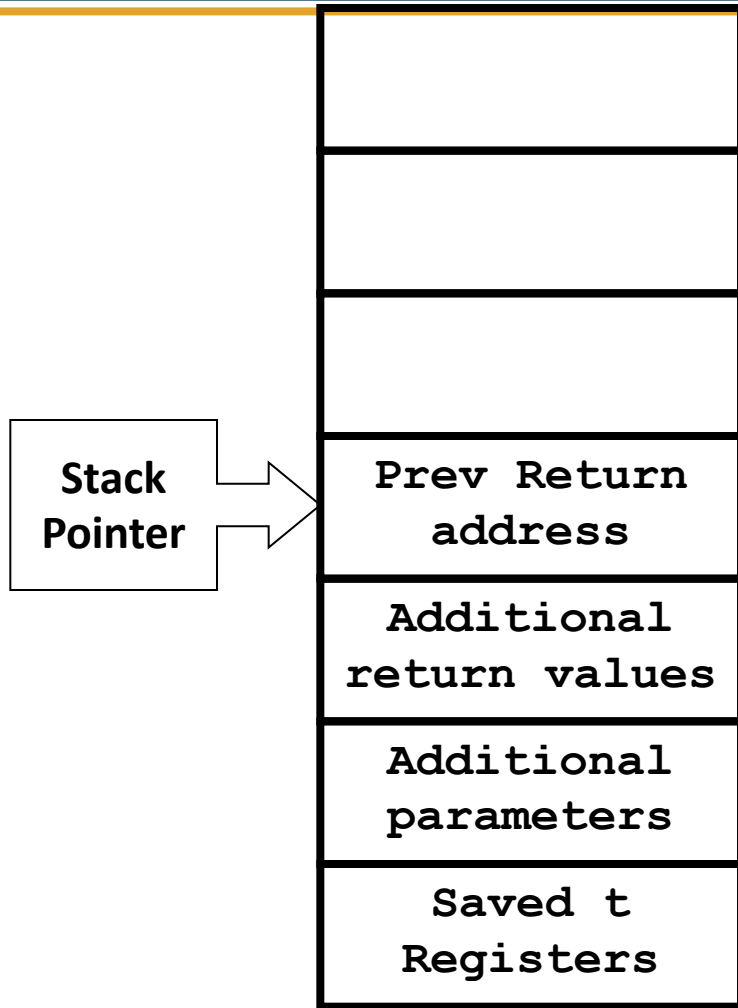 Stack
Pointer
Prev Return
address
Additional
return values
Additional
parameters
Saved t
Registers